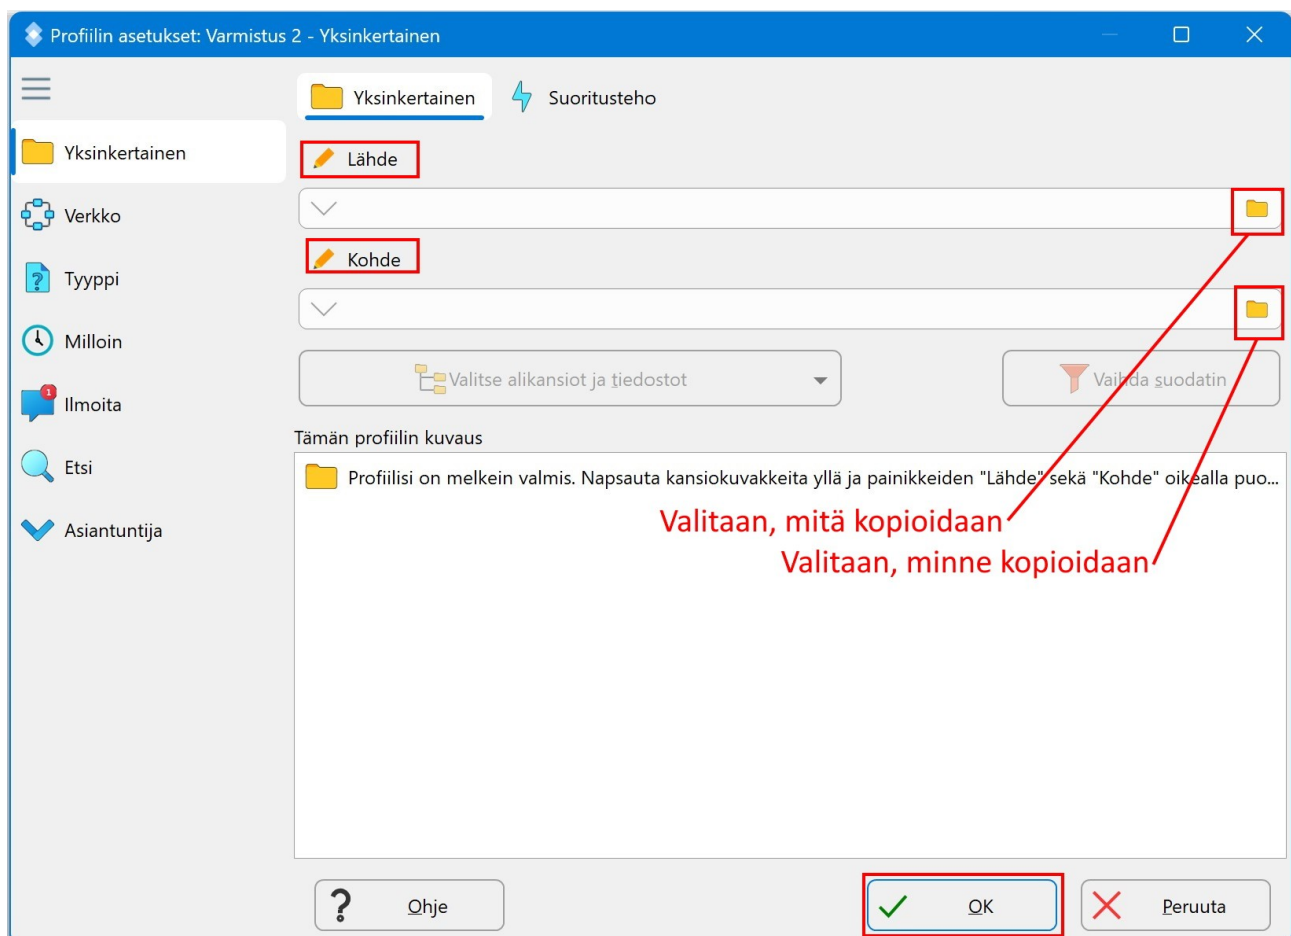 Profiilin asetukset: Varmistus 2 - Yksinkertainen
Yksinkertainen
Suoritusteho
Yksinkertainen
Lähde
Verkko
Kohde
Tyyppi
Milloin
Valitse alikansiot ja tiedostot
Vaihda suodatin
1
Ilmoita
Tämän profiilin kuvaus
Etsi
Profiilisi on melkein valmis. Napsauta kansiokuvakkeita yllä ja painikkeiden "Lähde" sekä "Kohde" oikealla puo...
Asiantuntija
Valitaan, mitä kopioidaan
Valitaan, minne kopioidaan
? Ohje
OK
Peruuta